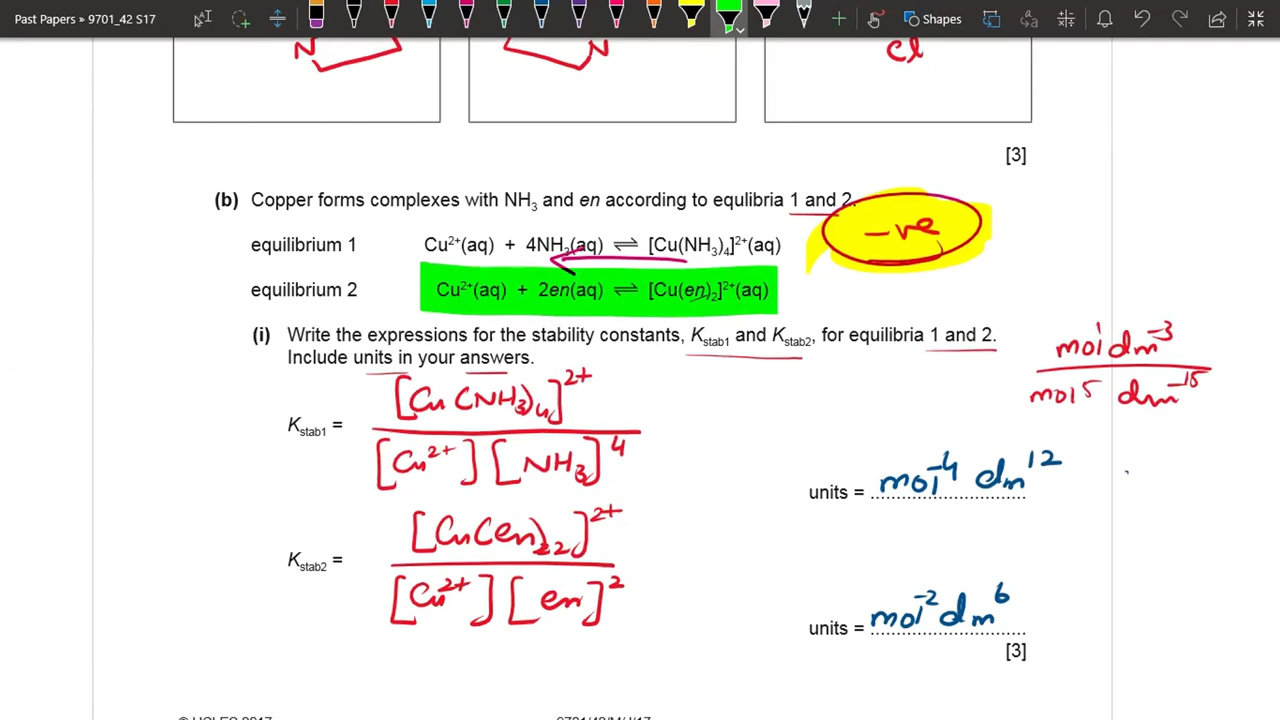 Past Papers » 9701_42 S17
Shapes
N
N
Cl
[3]
(b) Copper forms complexes with NH₃ and en according to equlibria 1 and 2.
-ve
equilibrium 1 Cu²⁺(aq) + 4NH₃(aq) ⇌ [Cu(NH₃)₄]²⁺(aq)
equilibrium 2 Cu²⁺(aq) + 2en(aq) ⇌ [Cu(en)₂]²⁺(aq)
(i) Write the expressions for the stability constants, Kstab1 and Kstab2, for equilibria 1 and 2.
Include units in your answers.
mol¹dm⁻³
mol⁵ dm⁻¹⁵
Kstab1 =
[Cu(NH₃)₄]²⁺
[Cu²⁺][NH₃]⁴
units = mol⁻⁴ dm¹²
Kstab2 =
[Cu(en)₂]²⁺
[Cu²⁺][en]²
units = mol⁻² dm⁶
[3]